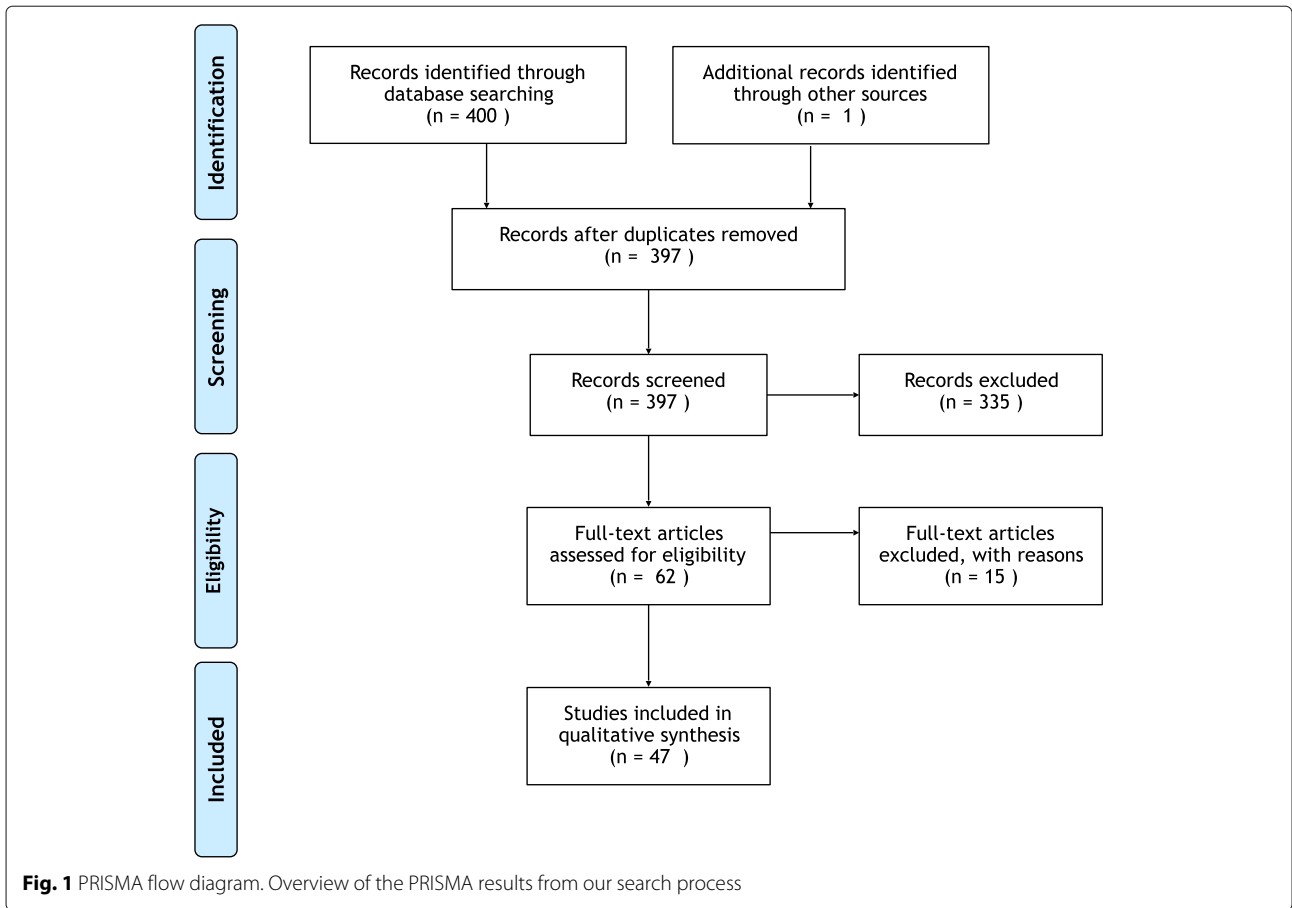 Identification
Records identified through
database searching
(n = 400 )
Additional records identified
through other sources
(n = 1 )
Records after duplicates removed
(n = 397 )
Screening
Records screened
(n = 397 )
Records excluded
(n = 335 )
Eligibility
Full-text articles
assessed for eligibility
(n = 62 )
Full-text articles
excluded, with reasons
(n = 15 )
Included
Studies included in
qualitative synthesis
(n = 47 )
Fig. 1 PRISMA flow diagram. Overview of the PRISMA results from our search process